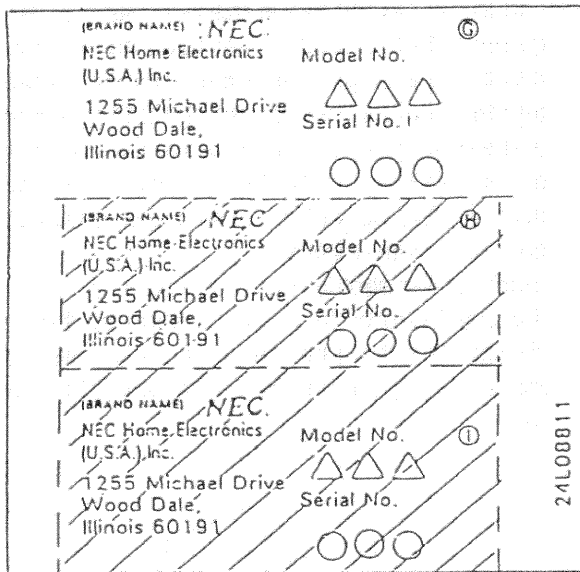 (BRAND NAME) :NEC
G
NEC Home Electronics
(U.S.A.) Inc.
Model No.
1255 Michael Drive
Wood Dale,
Illinois 60191
Serial No.
(BRAND NAME) NEC
H
NEC Home Electronics
(U.S.A.) Inc.
Model No.
1255 Michael Drive
Wood Dale,
Illinois 60191
Serial No.
(BRAND NAME) NEC.
I
NEC Home Electronics
(U.S.A.) Inc.
Model No.
1255 Michael Drive
Wood Dale,
Illinois 60191
Serial No.
24L08811